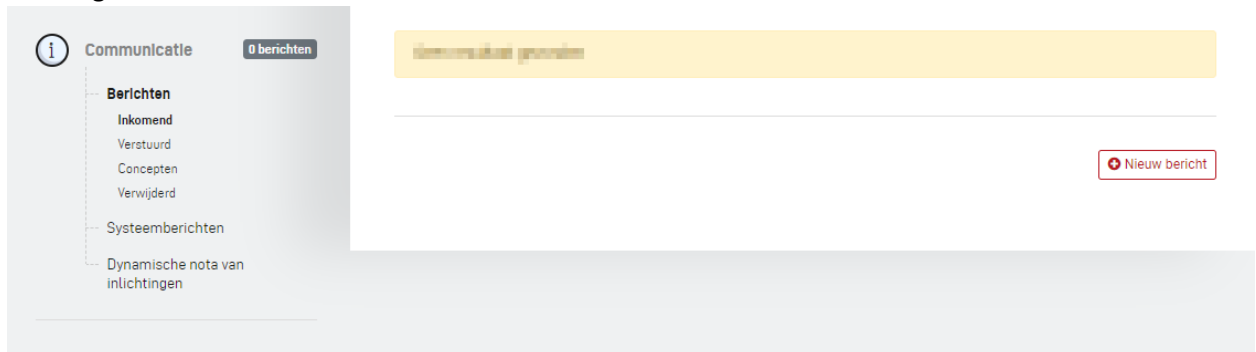 i
Communicatie
0 berichten
Berichten
Inkomend
Verstuurd
Concepten
Verwijderd
Systeemberichten
Dynamische nota van
inlichtingen
Nieuw bericht